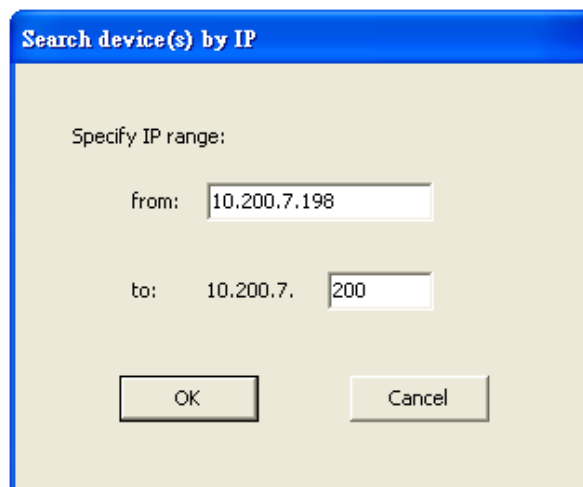 Search device(s) by IP
Specify IP range:
from: 10.200.7.198
to: 10.200.7. 200
OK Cancel